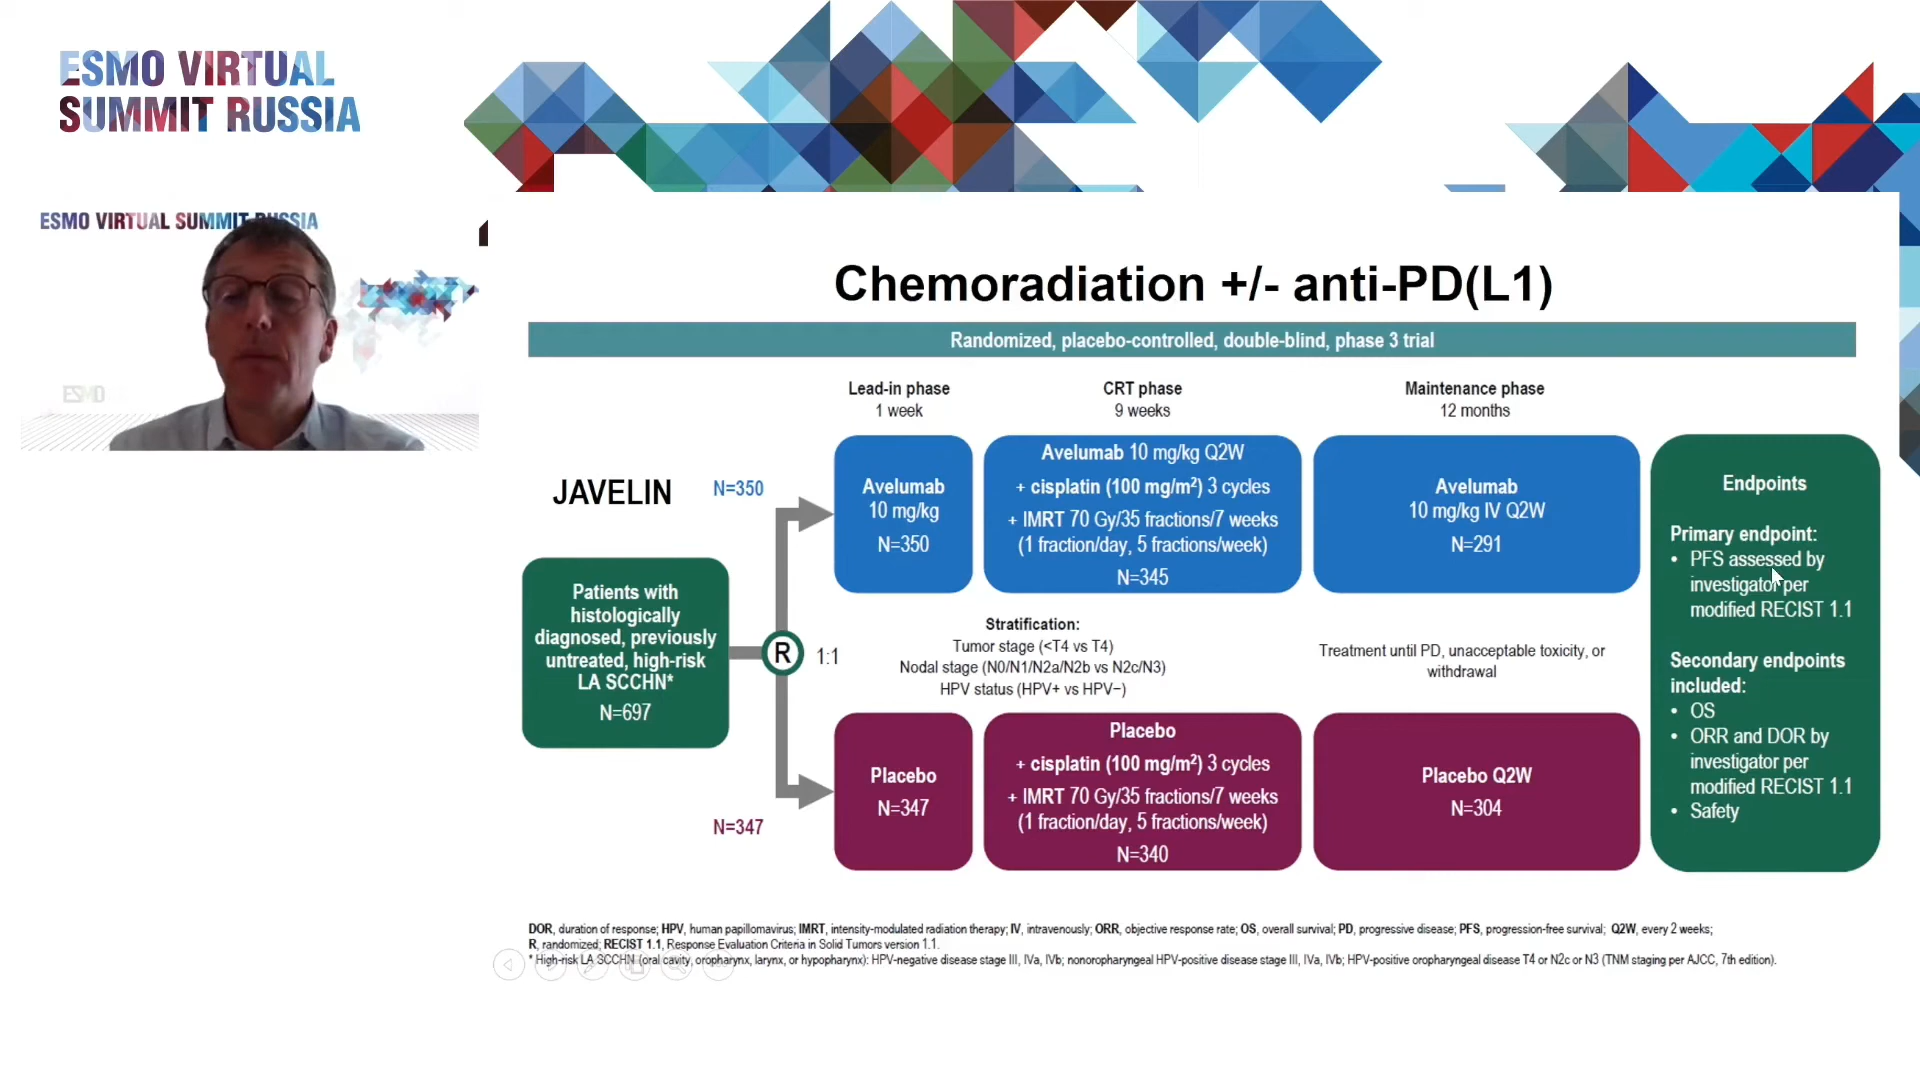 ESMO VIRTUAL
SUMMIT RUSSIA
ESMO VIRTUAL SUMMIT RUSSIA
ESMO
Chemoradiation +/- anti-PD(L1)
Randomized, placebo-controlled, double-blind, phase 3 trial
Lead-in phase
1 week
CRT phase
9 weeks
Maintenance phase
12 months
JAVELIN
N=350
Patients with
histologically
diagnosed, previously
untreated, high-risk
LA SCCHN*
N=697
R
1:1
N=347
Avelumab
10 mg/kg
N=350
Avelumab 10 mg/kg Q2W
+ cisplatin (100 mg/m²) 3 cycles
+ IMRT 70 Gy/35 fractions/7 weeks
(1 fraction/day, 5 fractions/week)
N=345
Avelumab
10 mg/kg IV Q2W
N=291
Stratification:
Tumor stage (<T4 vs T4)
Nodal stage (N0/N1/N2a/N2b vs N2c/N3)
HPV status (HPV+ vs HPV−)
Treatment until PD, unacceptable toxicity, or
withdrawal
Placebo
N=347
Placebo
+ cisplatin (100 mg/m²) 3 cycles
+ IMRT 70 Gy/35 fractions/7 weeks
(1 fraction/day, 5 fractions/week)
N=340
Placebo Q2W
N=304
Endpoints
Primary endpoint:
• PFS assessed by
investigator per
modified RECIST 1.1
Secondary endpoints
included:
• OS
• ORR and DOR by
investigator per
modified RECIST 1.1
• Safety
DOR, duration of response; HPV, human papillomavirus; IMRT, intensity-modulated radiation therapy; IV, intravenously; ORR, objective response rate; OS, overall survival; PD, progressive disease; PFS, progression-free survival; Q2W, every 2 weeks;
R, randomized; RECIST 1.1, Response Evaluation Criteria in Solid Tumors version 1.1.
* High-risk LA SCCHN (oral cavity, oropharynx, larynx, or hypopharynx): HPV-negative disease stage III, IVa, IVb; nonoropharyngeal HPV-positive disease stage III, IVa, IVb; HPV-positive oropharyngeal disease T4 or N2c or N3 (TNM staging per AJCC, 7th edition).